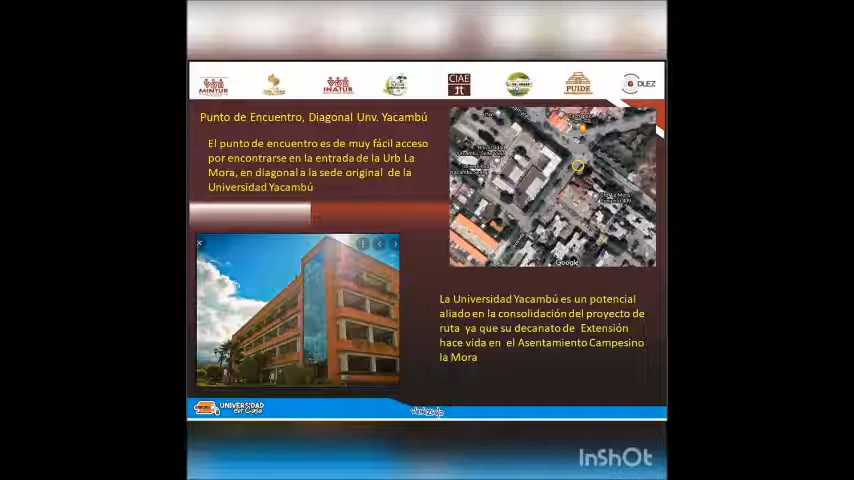 MINTUR
INATUR
CIAE
PUIDE
DLEZ
Punto de Encuentro, Diagonal Unv. Yacambú
El punto de encuentro es de muy fácil acceso
por encontrarse en la entrada de la Urb La
Mora, en diagonal a la sede original de la
Universidad Yacambú
Google
La Universidad Yacambú es un potencial
aliado en la consolidación del proyecto de
ruta ya que su decanato de Extensión
hace vida en el Asentamiento Campesino
la Mora
UNIVERSIDAD
en Casa
Venezuela
InShOt